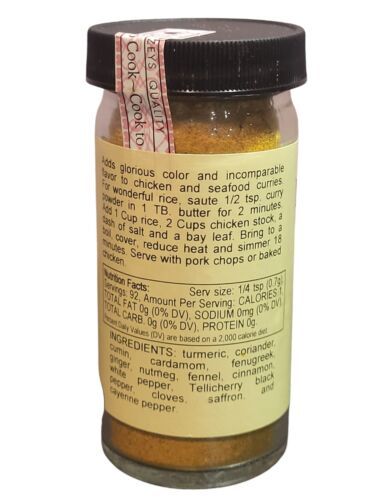 ZEYS QUALITY
Cook
Cook to
Adds glorious color and incomparable
flavor to chicken and seafood curries.
For wonderful rice, saute 1/2 tsp. curry
powder in 1 TB. butter for 2 minutes.
Add 1 Cup rice, 2 Cups chicken stock, a
dash of salt and a bay leaf. Bring to a
boil cover, reduce heat and simmer 18
minutes. Serve with pork chops or baked
chicken.
Nutrition Facts: Serv size: 1/4 tsp (0.7g),
Servings: 92, Amount Per Serving: CALORIES 1,
TOTAL FAT 0g (0% DV), SODIUM 0mg (0% DV),
TOTAL CARB. 0g (0% DV), PROTEIN 0g.
Percent Daily Values (DV) are based on a 2,000 calorie diet
INGREDIENTS: turmeric, coriander,
cumin, cardamom, fenugreek,
ginger, nutmeg, fennel, cinnamon,
white pepper, Tellicherry black
pepper, cloves, saffron. and
cayenne pepper.